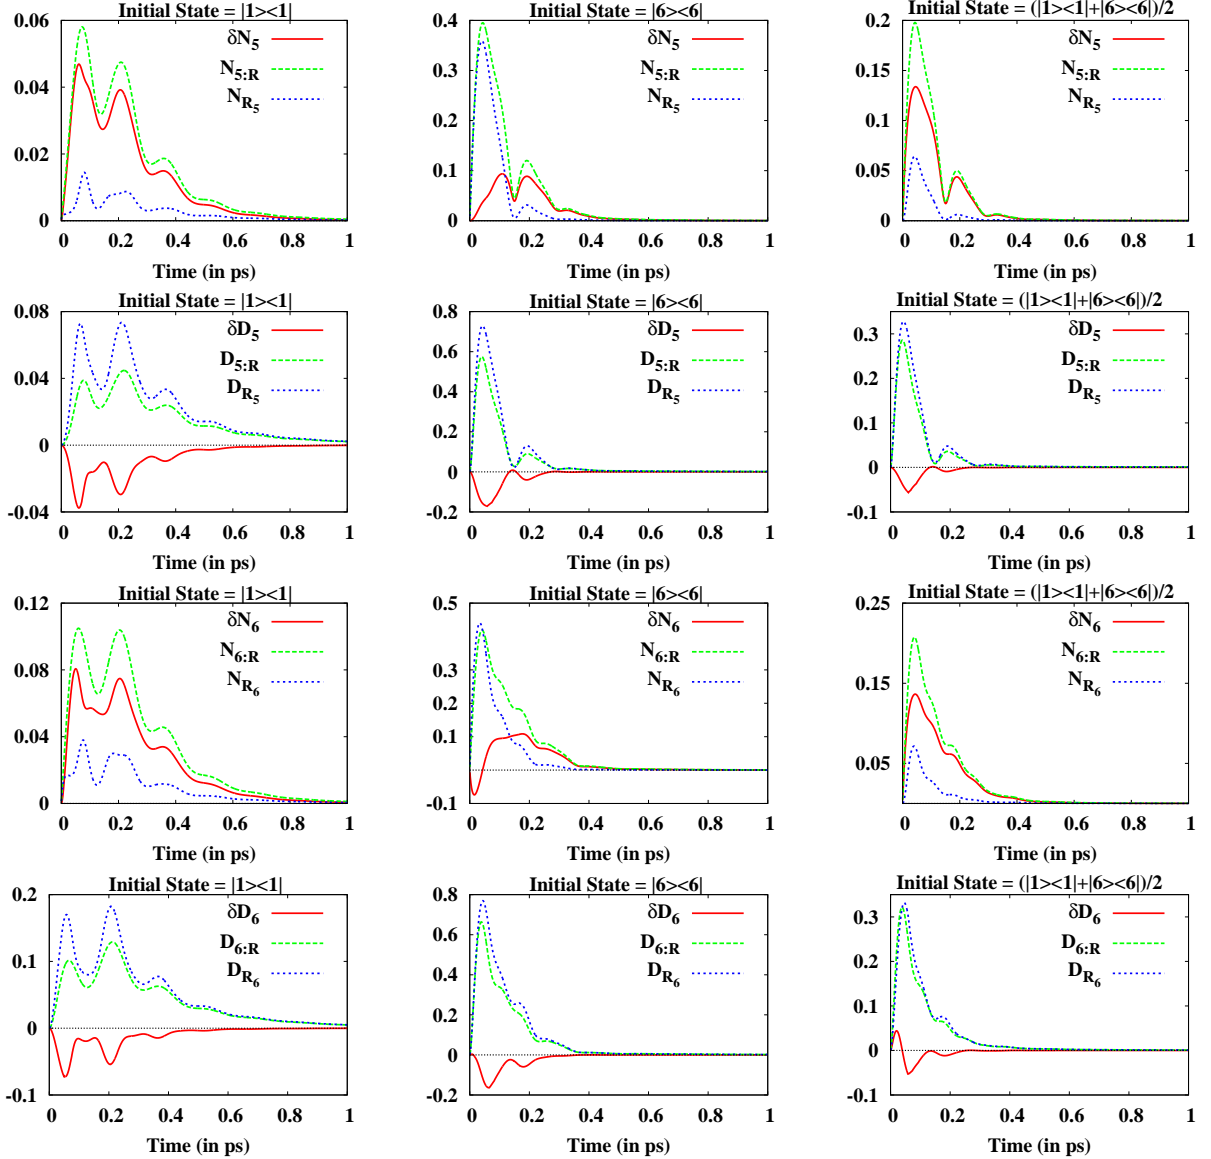 Initial State = |1><1|
0.06
0.04
0.02
0
δN5
N5:R
NR5
0 0.2 0.4 0.6 0.8 1
Time (in ps)
Initial State = |6><6|
0.4
0.3
0.2
0.1
0
δN5
N5:R
NR5
0 0.2 0.4 0.6 0.8 1
Time (in ps)
Initial State = (|1><1|+|6><6|)/2
0.2
0.15
0.1
0.05
0
δN5
N5:R
NR5
0 0.2 0.4 0.6 0.8 1
Time (in ps)
Initial State = |1><1|
0.08
0.04
0
-0.04
δD5
D5:R
DR5
0 0.2 0.4 0.6 0.8 1
Time (in ps)
Initial State = |6><6|
0.8
0.6
0.4
0.2
0
-0.2
δD5
D5:R
DR5
0 0.2 0.4 0.6 0.8 1
Time (in ps)
Initial State = (|1><1|+|6><6|)/2
0.3
0.2
0.1
0
-0.1
δD5
D5:R
DR5
0 0.2 0.4 0.6 0.8 1
Time (in ps)
Initial State = |1><1|
0.12
0.08
0.04
0
δN6
N6:R
NR6
0 0.2 0.4 0.6 0.8 1
Time (in ps)
Initial State = |6><6|
0.5
0.4
0.3
0.2
0.1
-0.1
δN6
N6:R
NR6
0 0.2 0.4 0.6 0.8 1
Time (in ps)
Initial State = (|1><1|+|6><6|)/2
0.25
0.15
0.05
δN6
N6:R
NR6
0 0.2 0.4 0.6 0.8 1
Time (in ps)
Initial State = |1><1|
0.2
0.1
0
-0.1
δD6
D6:R
DR6
0 0.2 0.4 0.6 0.8 1
Time (in ps)
Initial State = |6><6|
0.8
0.6
0.4
0.2
0
-0.2
δD6
D6:R
DR6
0 0.2 0.4 0.6 0.8 1
Time (in ps)
Initial State = (|1><1|+|6><6|)/2
0.3
0.2
0.1
0
-0.1
δD6
D6:R
DR6
0 0.2 0.4 0.6 0.8 1
Time (in ps)